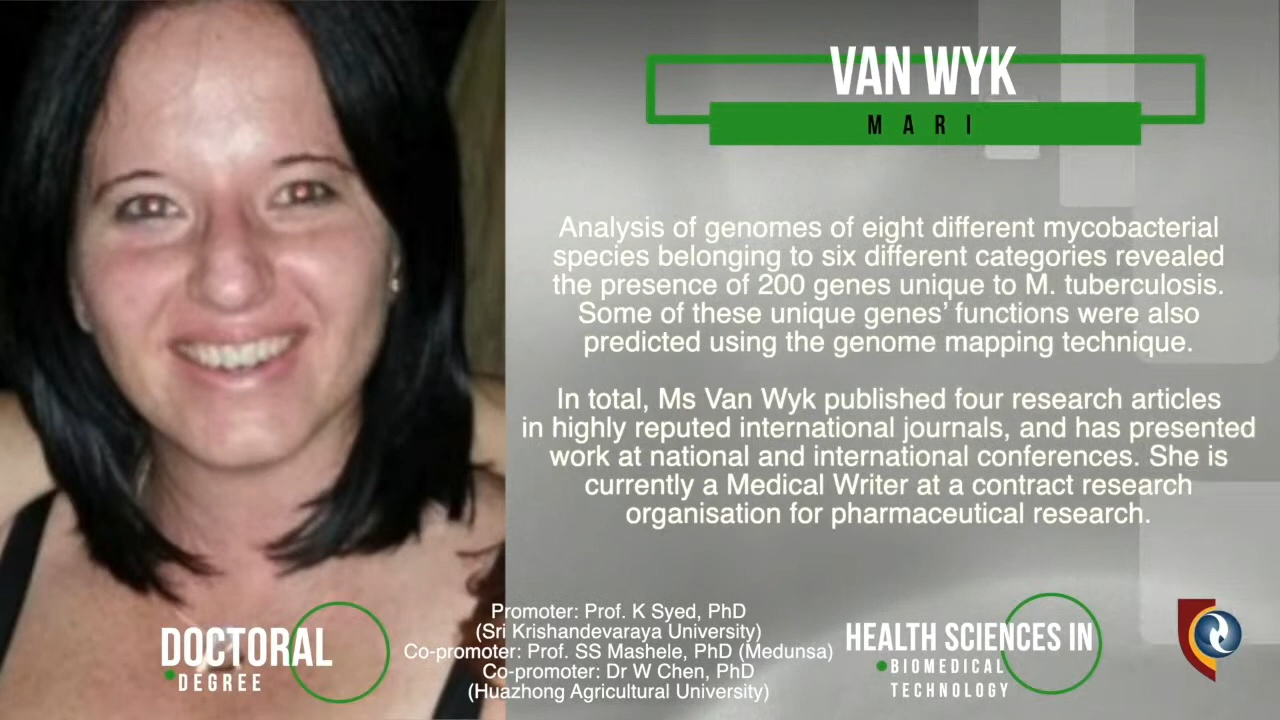 VAN WYK
MARI
Analysis of genomes of eight different mycobacterial
species belonging to six different categories revealed
the presence of 200 genes unique to M. tuberculosis.
Some of these unique genes’ functions were also
predicted using the genome mapping technique.
In total, Ms Van Wyk published four research articles
in highly reputed international journals, and has presented
work at national and international conferences. She is
currently a Medical Writer at a contract research
organisation for pharmaceutical research.
DOCTORAL
DEGREE
Promoter: Prof. K Syed, PhD
(Sri Krishandevaraya University)
Co-promoter: Prof. SS Mashele, PhD (Medunsa)
Co-promoter: Dr W Chen, PhD
(Huazhong Agricultural University)
HEALTH SCIENCES IN
BIOMEDICAL
TECHNOLOGY